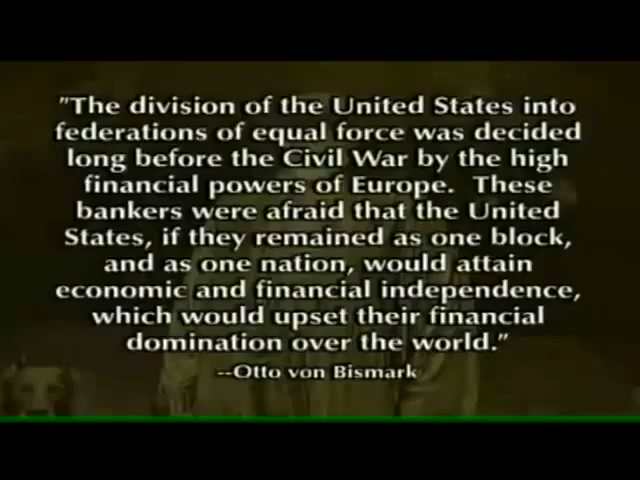 "The division of the United States into
federations of equal force was decided
long before the Civil War by the high
financial powers of Europe.  These
bankers were afraid that the United
States, if they remained as one block,
and as one nation, would attain
economic and financial independence,
which would upset their financial
domination over the world."
--Otto von Bismark